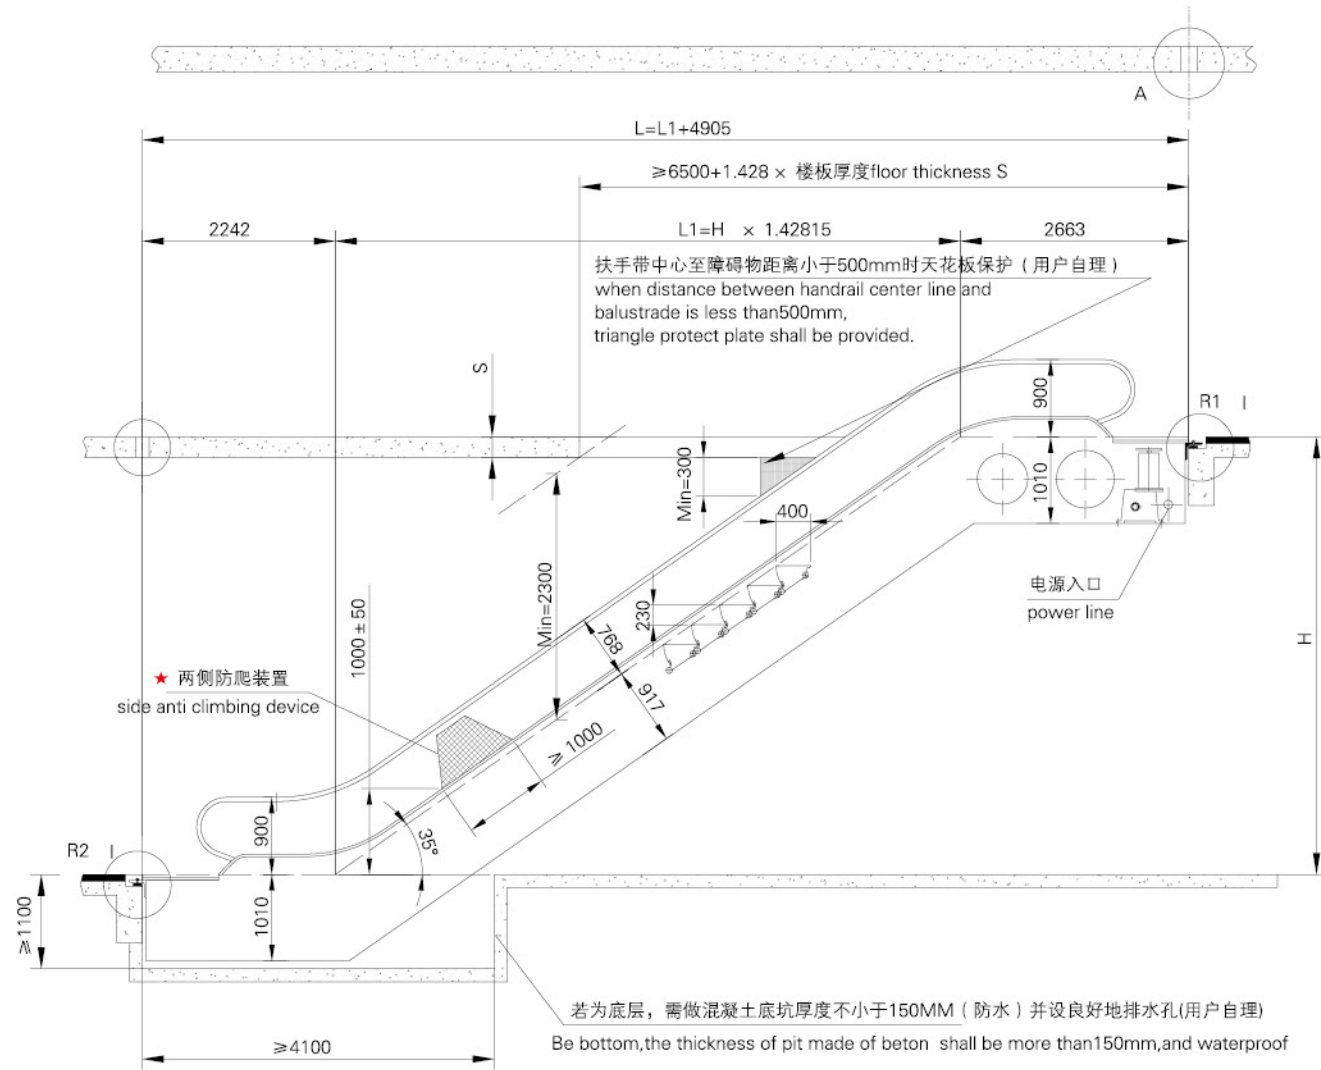 A
L=L1+4905
≥6500+1.428 × 楼板厚度floor thickness S
2242
L1=H × 1.42815
2663
扶手带中心至障碍物距离小于500mm时天花板保护（用户自理）
when distance between handrail center line and
balustrade is less than500mm,
triangle protect plate shall be provided.
S
900
R1 I
Min=300
1010
400
电源入口
power line
Min=2300
230
1000±50
768
H
★ 两侧防爬装置
side anti climbing device
917
≥1000
900
35°
R2 I
≥1100
1010
若为底层，需做混凝土底坑厚度不小于150MM（防水）并设良好地排水孔(用户自理)
Be bottom,the thickness of pit made of beton shall be more than150mm,and waterproof
≥4100